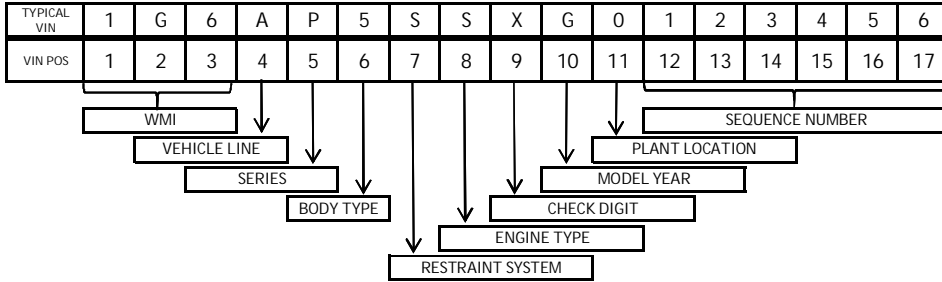 TYPICAL VIN 1 G 6 A P 5 S S X G 0 1 2 3 4 5 6
VIN POS 1 2 3 4 5 6 7 8 9 10 11 12 13 14 15 16 17
WMI SEQUENCE NUMBER
VEHICLE LINE PLANT LOCATION
SERIES MODEL YEAR
BODY TYPE CHECK DIGIT
ENGINE TYPE
RESTRAINT SYSTEM